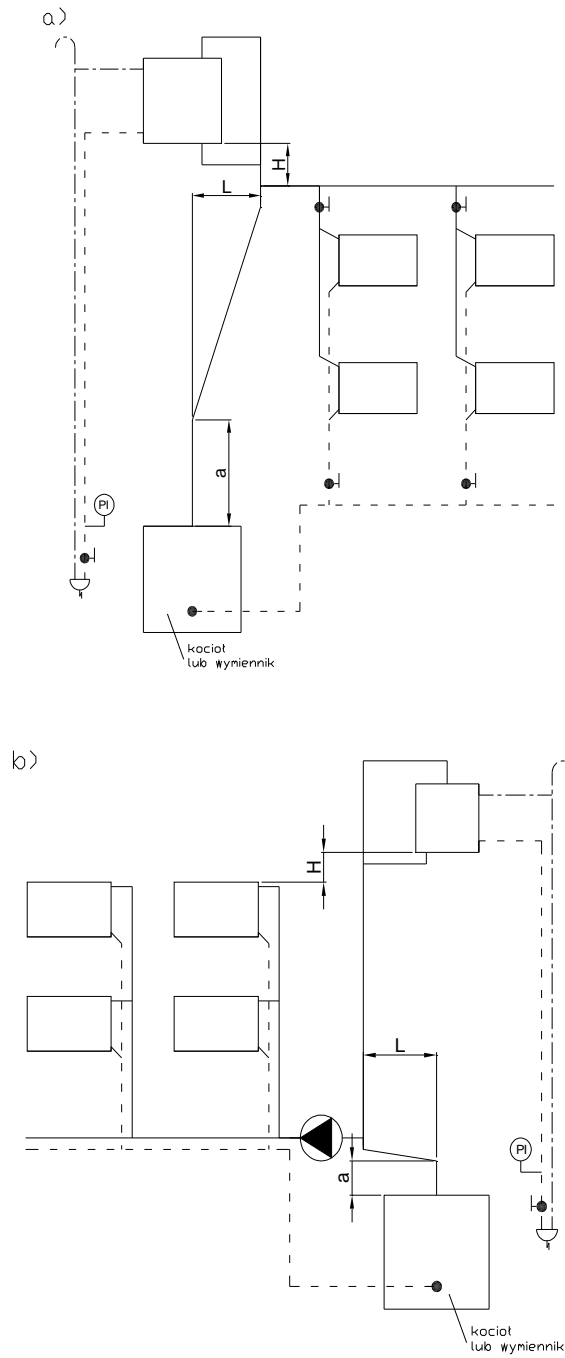 a)
H
L
a
PI
kocioł
lub wymiennik
b)
H
L
PI
a
kocioł
lub wymiennik